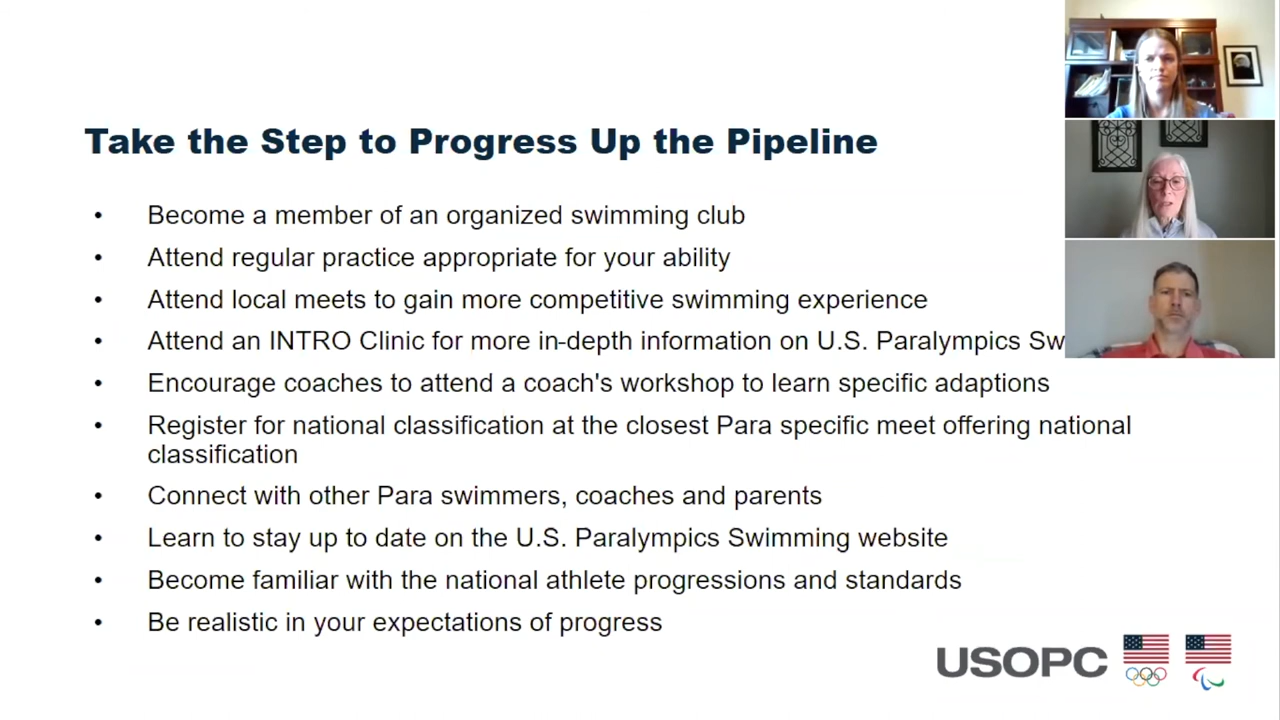 Take the Step to Progress Up the Pipeline
• Become a member of an organized swimming club
• Attend regular practice appropriate for your ability
• Attend local meets to gain more competitive swimming experience
• Attend an INTRO Clinic for more in-depth information on U.S. Paralympics Sw
• Encourage coaches to attend a coach's workshop to learn specific adaptions
• Register for national classification at the closest Para specific meet offering national
classification
• Connect with other Para swimmers, coaches and parents
• Learn to stay up to date on the U.S. Paralympics Swimming website
• Become familiar with the national athlete progressions and standards
• Be realistic in your expectations of progress
USOPC